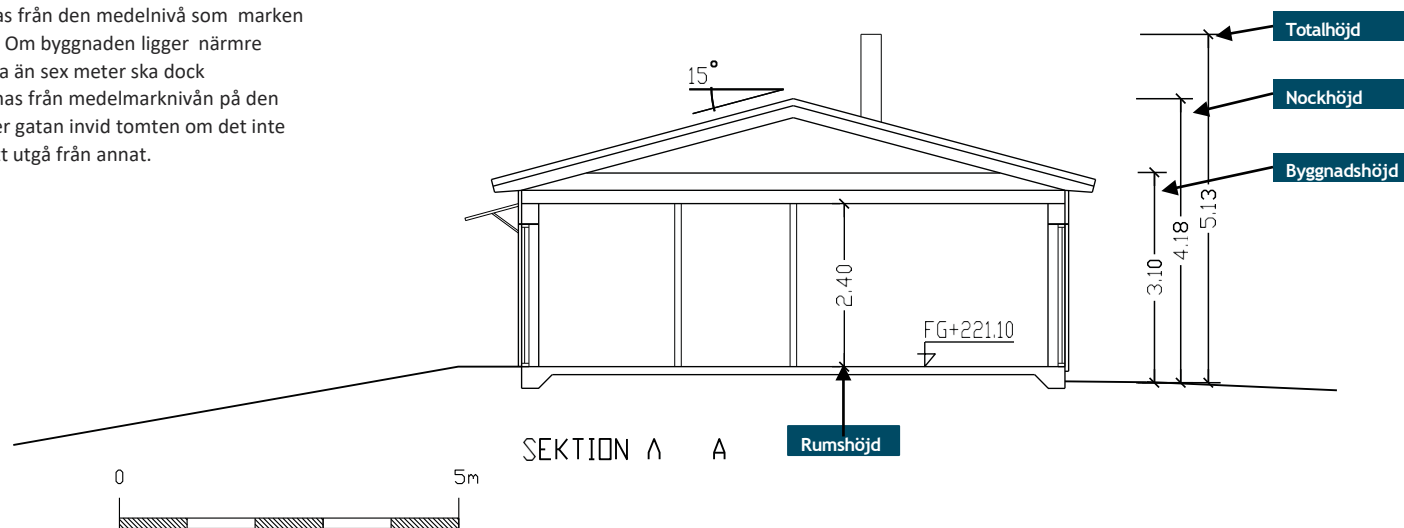 as från den medelnivå som marken
Om byggnaden ligger närmre
a än sex meter ska dock
nas från medelmarknivån på den
er gatan invid tomten om det inte
t utgå från annat.
Totalhöjd
15°
Nockhöjd
Byggnadshöjd
5.13
4.18
3.10
2.40
FG+221.10
SEKTION A A
Rumshöjd
0 5m